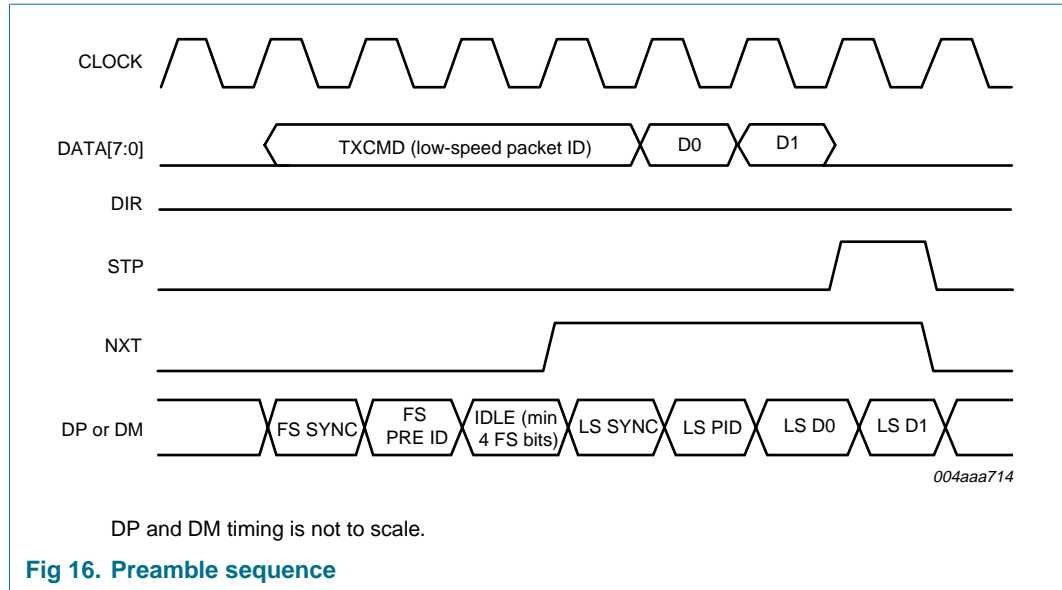 CLOCK
DATA[7:0]
TXCMD (low-speed packet ID)
D0
D1
DIR
STP
NXT
DP or DM
FS SYNC
FS
PRE ID
IDLE (min
4 FS bits)
LS SYNC
LS PID
LS D0
LS D1
004aaa714
DP and DM timing is not to scale.
Fig 16. Preamble sequence